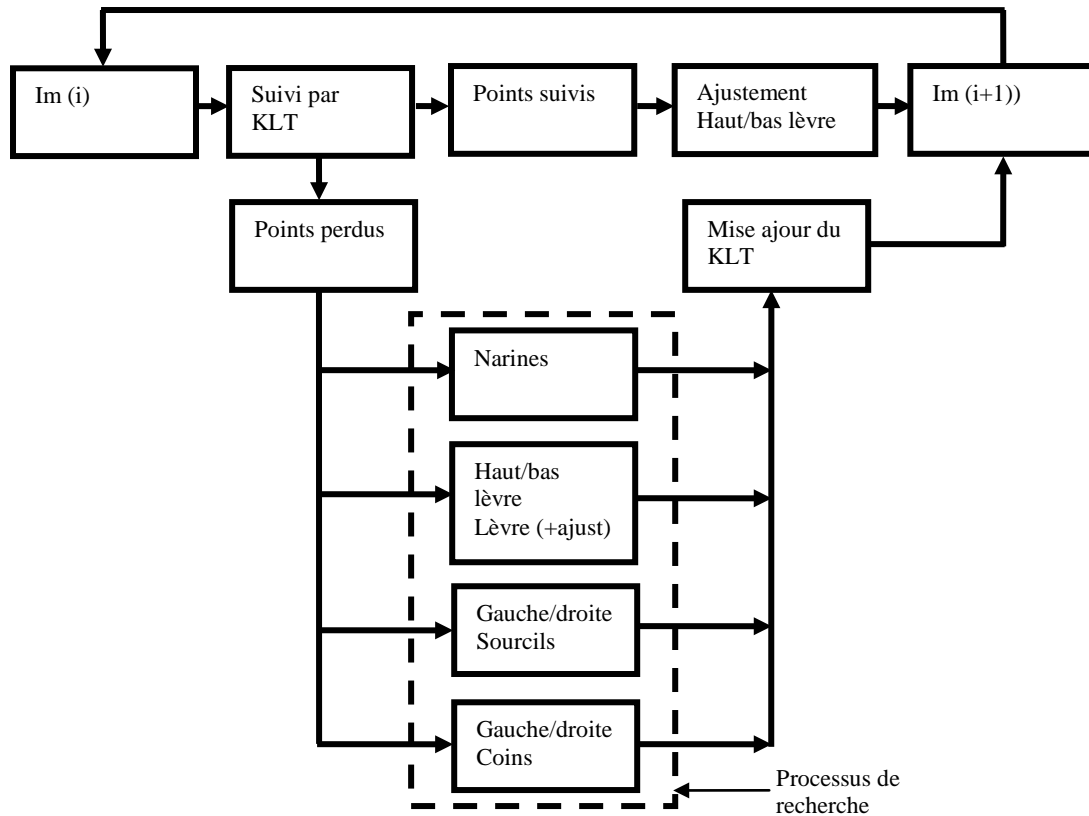 Im (i)
Suivi par
KLT
Points suivis
Ajustement
Haut/bas lèvre
Im (i+1))
Points perdus
Mise ajour du
KLT
Narines
Haut/bas
lèvre
Lèvre (+ajust)
Gauche/droite
Sourcils
Gauche/droite
Coins
Processus de
recherche